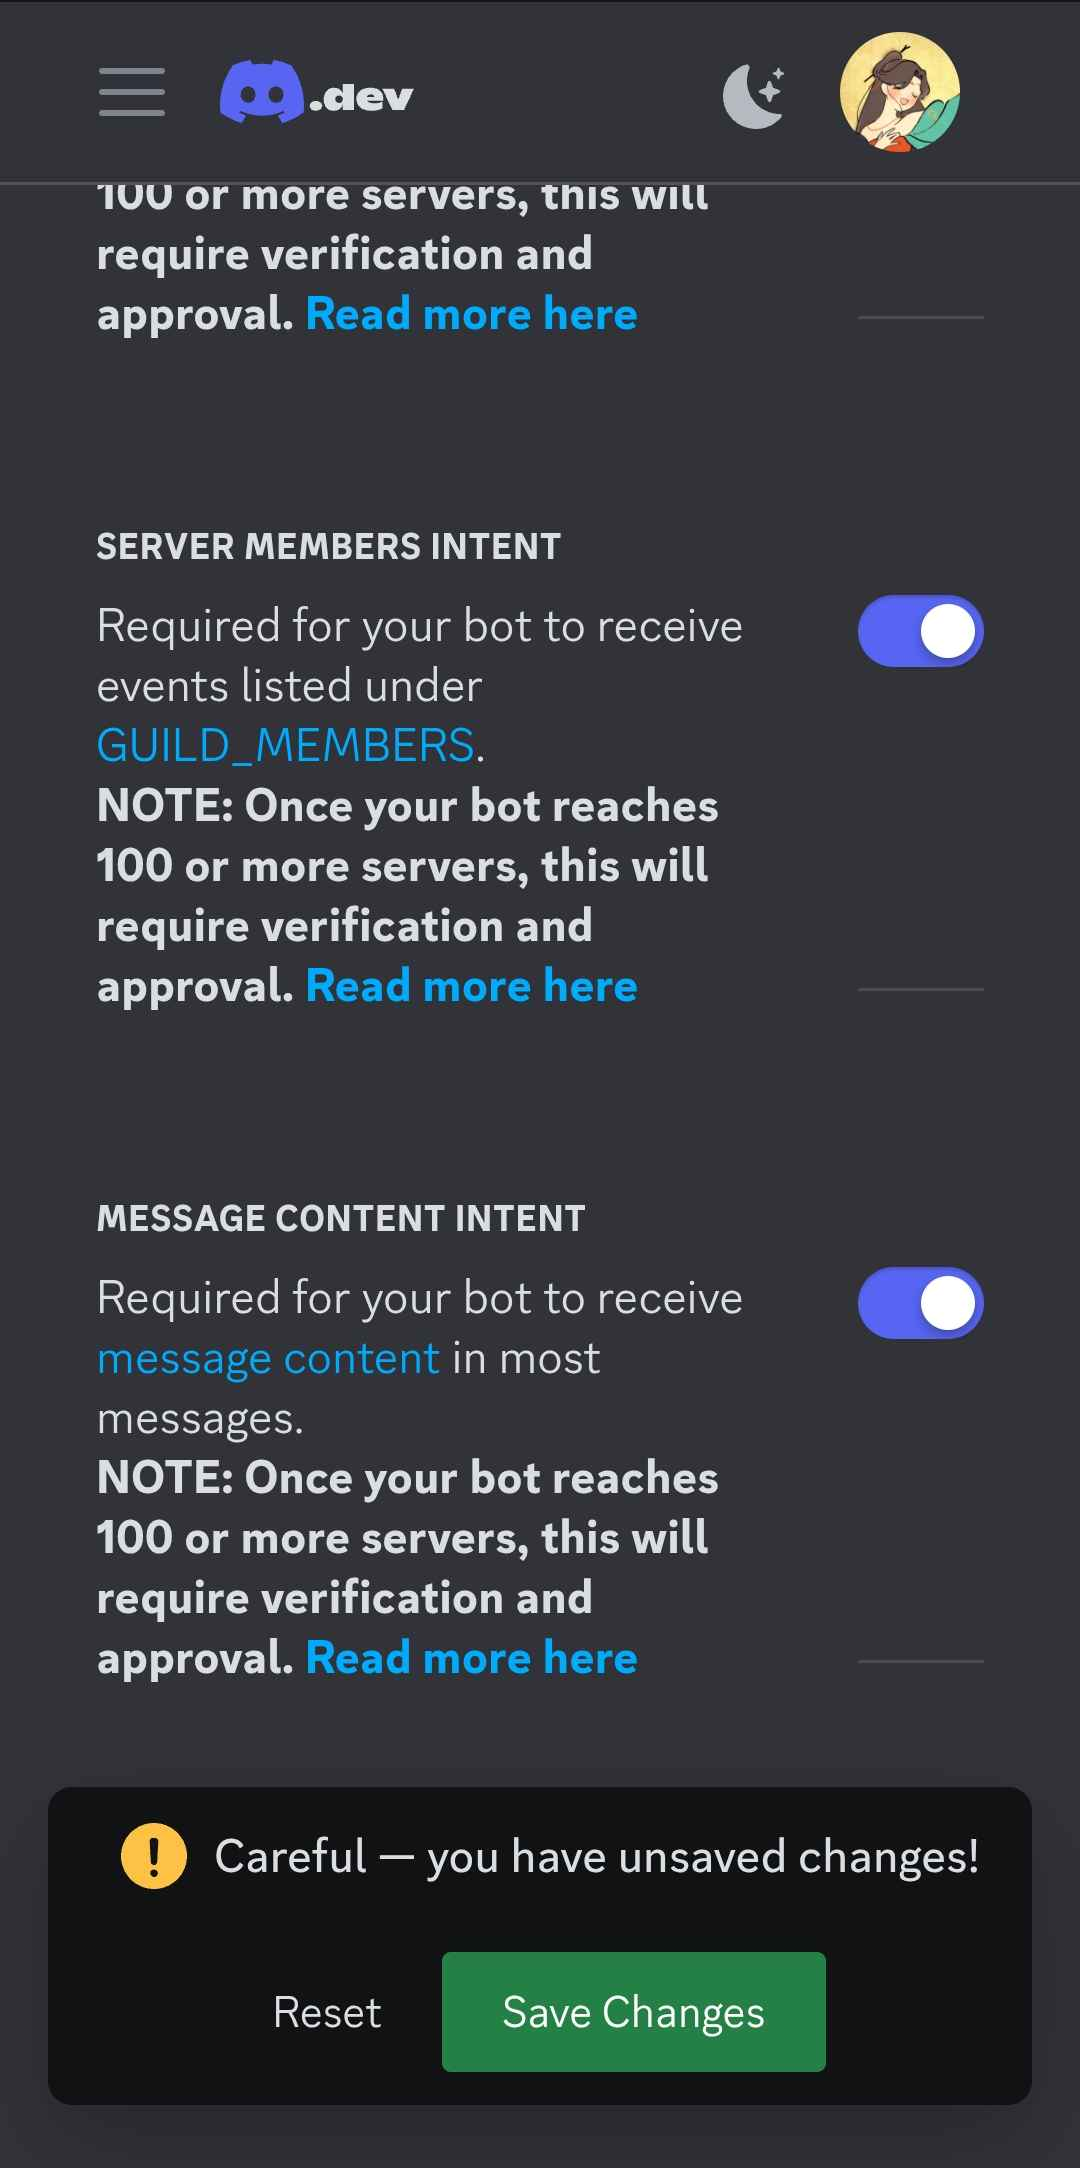 .dev
100 or more servers, this will
require verification and
approval. Read more here
SERVER MEMBERS INTENT
Required for your bot to receive
events listed under
GUILD_MEMBERS.
NOTE: Once your bot reaches
100 or more servers, this will
require verification and
approval. Read more here
MESSAGE CONTENT INTENT
Required for your bot to receive
message content in most
messages.
NOTE: Once your bot reaches
100 or more servers, this will
require verification and
approval. Read more here
Careful — you have unsaved changes!
Reset
Save Changes